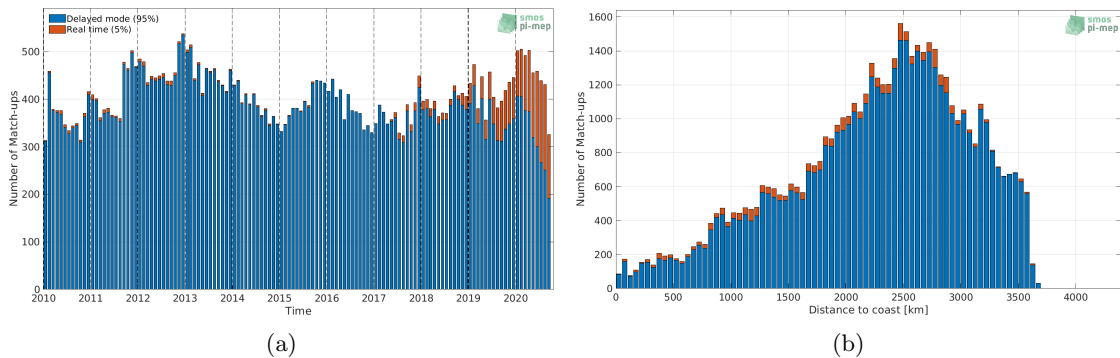 Delayed mode (95%)
Real time (5%)
smos
pi-mep
500
400
300
200
100
0
Number of Match-ups
2010 2011 2012 2013 2014 2015 2016 2017 2018 2019 2020
Time
(a)
smos
pi-mep
1600
1400
1200
1000
800
600
400
200
0
Number of Match-ups
0 500 1000 1500 2000 2500 3000 3500 4000
Distance to coast [km]
(b)